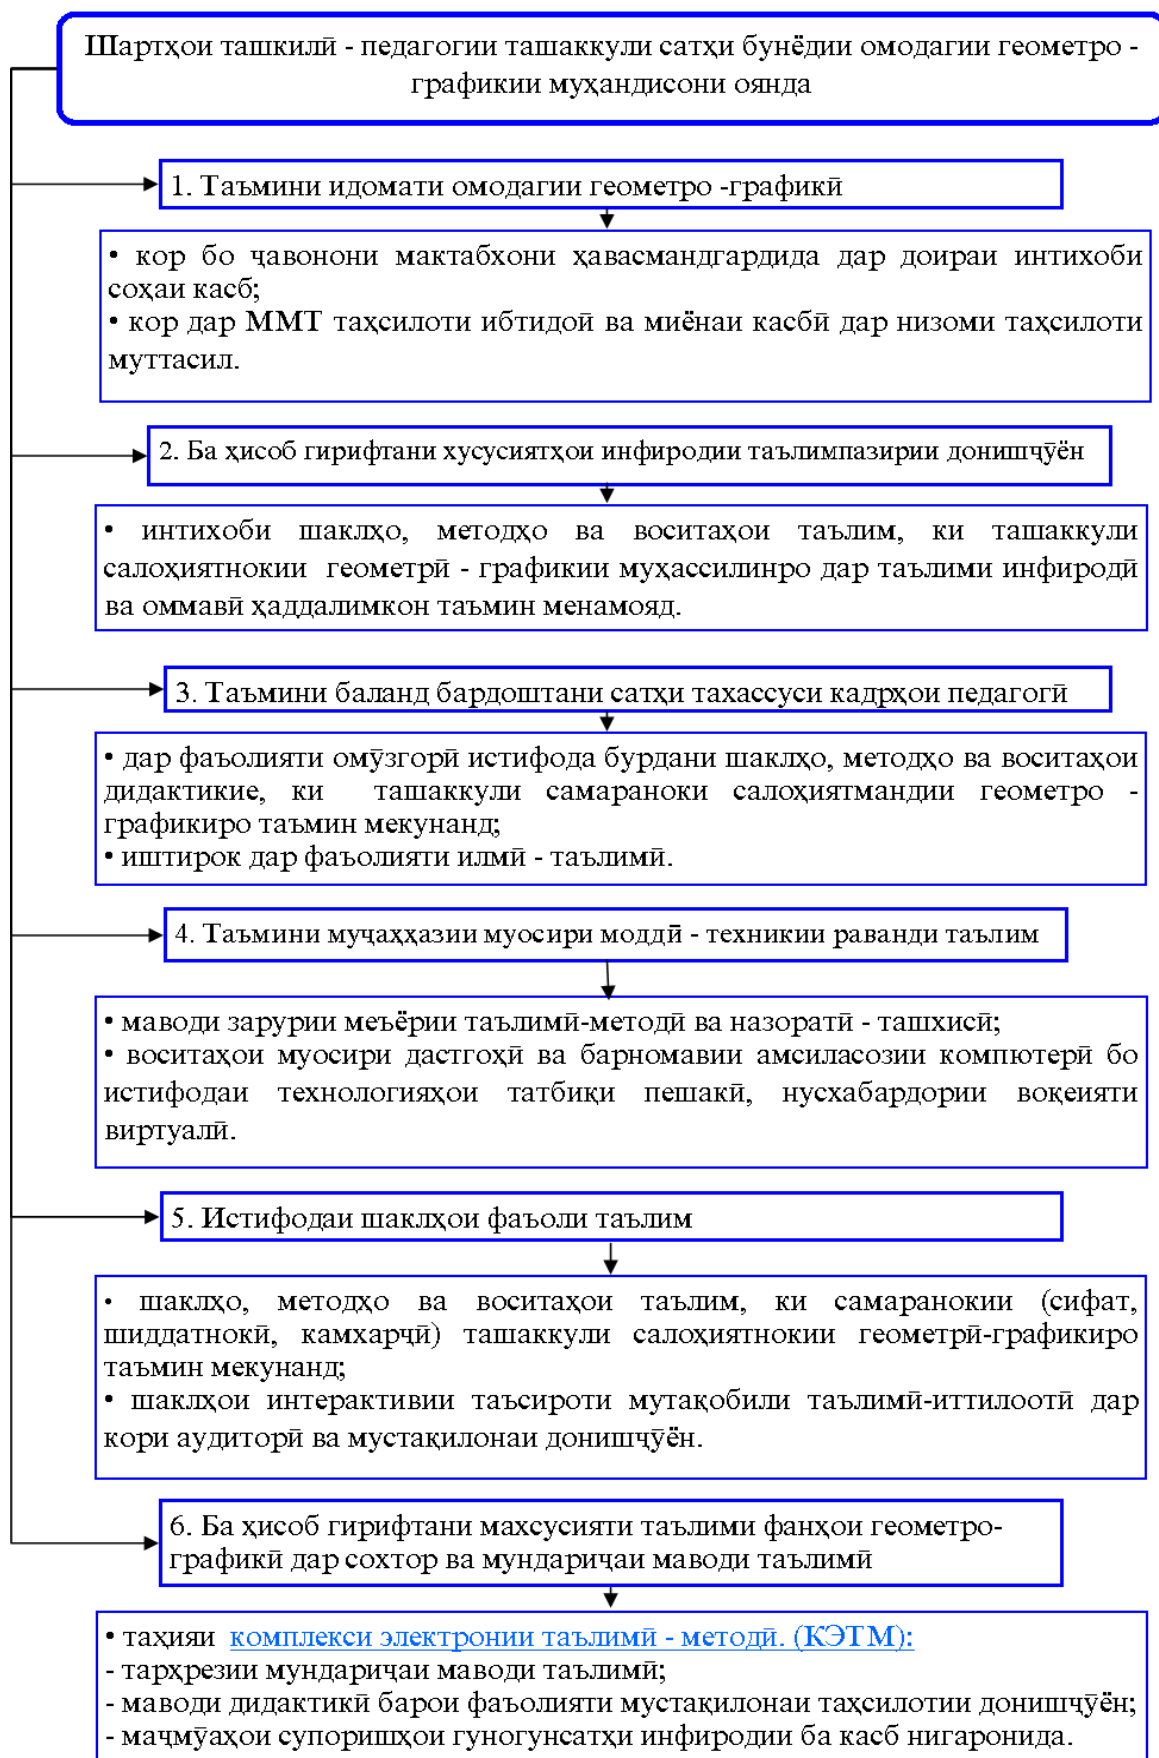 Шартҳои ташкилӣ - педагогии ташаккули сатҳи бунёдии омодагии геометро -
графикии муҳандисони оянда
1. Таъмини идомати омодагии геометро -графикӣ
• кор бо ҷавонони мактабхони ҳавасмандгардида дар доираи интихоби
соҳаи касб;
• кор дар ММТ таҳсилоти ибтидоӣ ва миёнаи касбӣ дар низоми таҳсилоти
муттасил.
2. Ба ҳисоб гирифтани хусусиятҳои инфиродии таълимпазирии донишҷӯён
• интихоби шаклҳо, методҳо ва воситаҳои таълим, ки ташаккули
салоҳиятнокии геометрӣ - графикии муҳассилинро дар таълими инфиродӣ
ва оммавӣ ҳаддалимкон таъмин менамояд.
3. Таъмини баланд бардоштани сатҳи тахассуси кадрҳои педагогӣ
• дар фаъолияти омӯзгорӣ истифода бурдани шаклҳо, методҳо ва воситаҳои
дидактикие, ки ташаккули самараноки салоҳиятмандии геометро -
графикиро таъмин мекунанд;
• иштирок дар фаъолияти илмӣ - таълимӣ.
4. Таъмини муҷаҳҳазии муосири моддӣ - техникии раванди таълим
• маводи зарурии меъёрии таълимӣ-методӣ ва назоратӣ - ташхисӣ;
• воситаҳои муосири дастгоҳӣ ва барномавии амсиласозии компютерӣ бо
истифодаи технологияҳои татбиқи пешакӣ, нусхабардории воқеияти
виртуалӣ.
5. Истифодаи шаклҳои фаъоли таълим
• шаклҳо, методҳо ва воситаҳои таълим, ки самаранокии (сифат,
шиддатнокӣ, камхарҷӣ) ташаккули салоҳиятнокии геометрӣ-графикиро
таъмин мекунанд;
• шаклҳои интерактивии таъсироти мутақобили таълимӣ-иттилоотӣ дар
кори аудиторӣ ва мустақилонаи донишҷӯён.
6. Ба ҳисоб гирифтани махсусияти таълими фанҳои геометро-
графикӣ дар сохтор ва мундариҷаи маводи таълимӣ
• таҳияи комплекси электронии таълимӣ - методӣ. (КЭТМ):
- тарҳрезии мундариҷаи маводи таълимӣ;
- маводи дидактикӣ барои фаъолияти мустақилонаи таҳсилотии донишҷӯён;
- маҷмӯаҳои супоришҳои гуногунсатҳи инфиродии ба касб нигаронида.